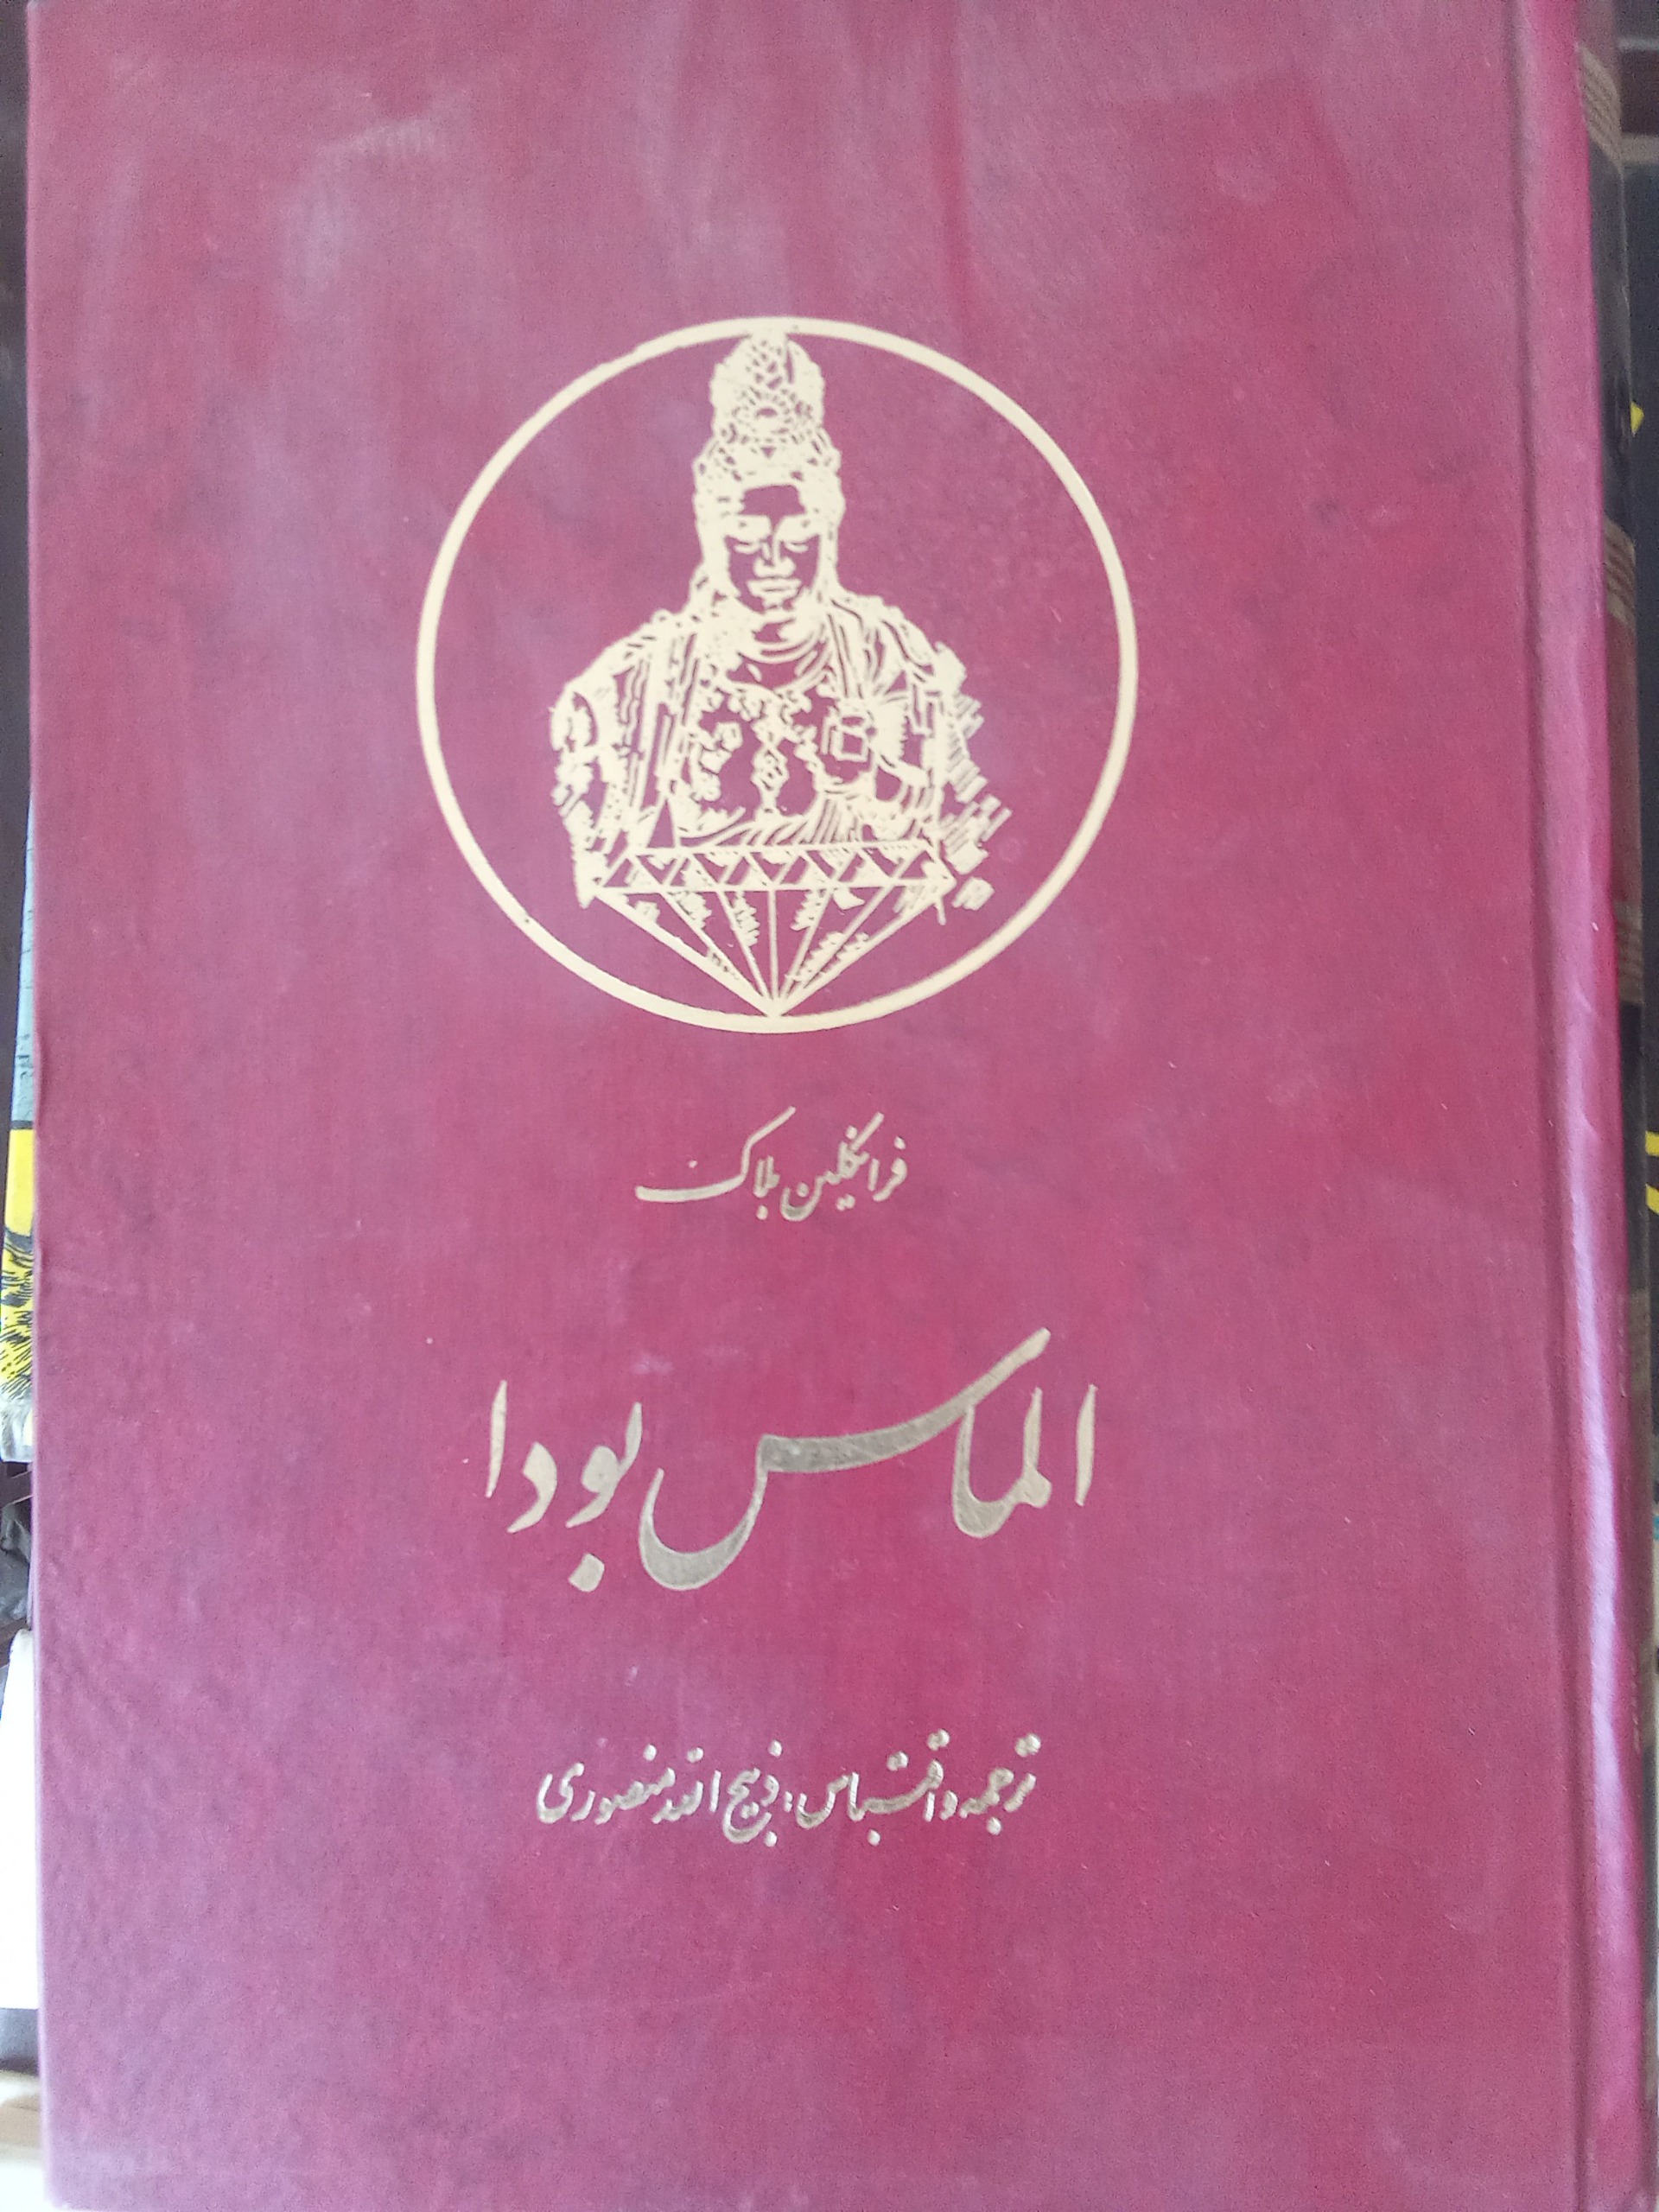 فرانکلین بلاک
الماس بودا
ترجمه و اقتباس: ذبیح الله منصوری